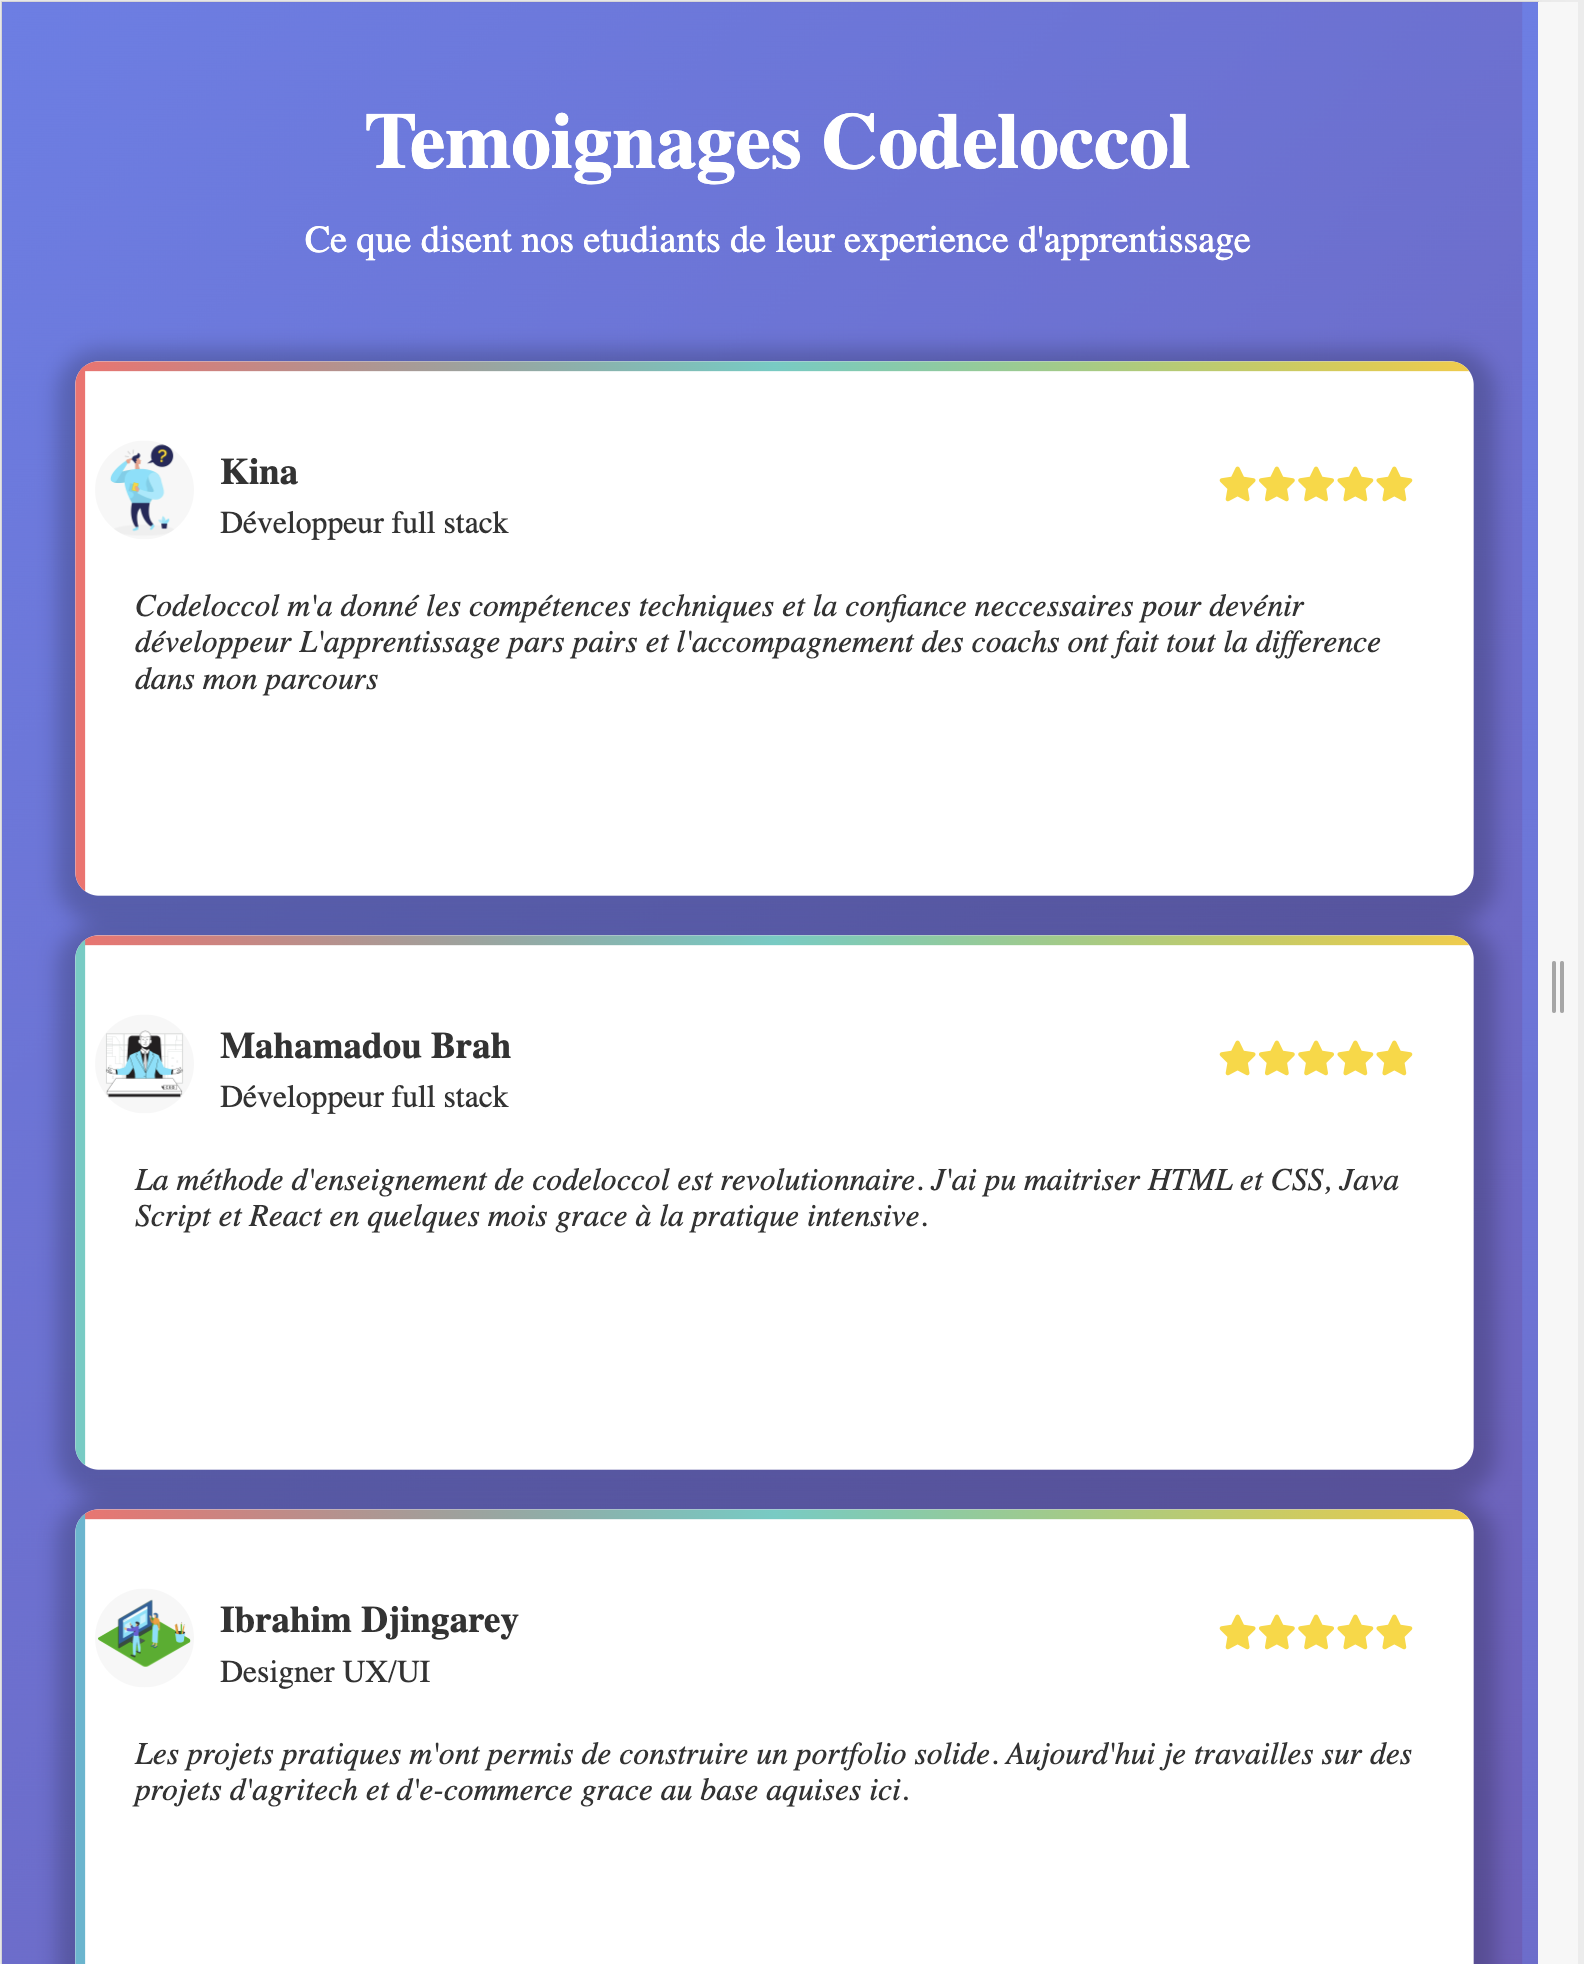 Temoignages Codeloccol
Ce que disent nos etudiants de leur experience d'apprentissage
?
Kina
Développeur full stack
Codeloccol m'a donné les compétences techniques et la confiance neccessaires pour devénir
développeur L'apprentissage pars pairs et l'accompagnement des coachs ont fait tout la difference
dans mon parcours
Mahamadou Brah
Développeur full stack
La méthode d'enseignement de codeloccol est revolutionnaire. J'ai pu maitriser HTML et CSS, Java
Script et React en quelques mois grace à la pratique intensive.
Ibrahim Djingarey
Designer UX/UI
Les projets pratiques m'ont permis de construire un portfolio solide. Aujourd'hui je travailles sur des
projets d'agritech et d'e-commerce grace au base aquises ici.